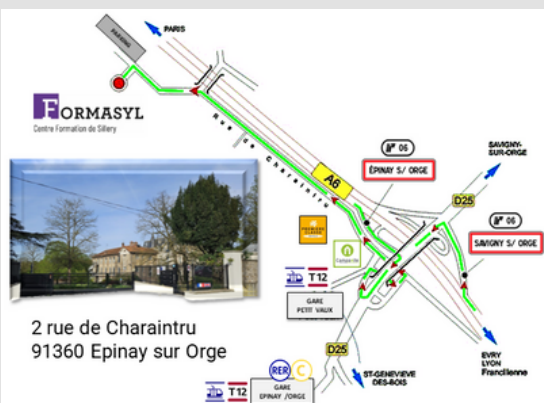 PARIS
PARKING
FORMASYL
Centre Formation de Sillery
Rue de Charaintru
A6
06
ÉPINAY S/ ORGE
SAVIGNY-
SUR-ORGE
D25
06
SAVIGNY S/ ORGE
T12
GARE
PETIT VAUX
2 rue de Charaintru
91360 Epinay sur Orge
D25
EVRY
LYON
Francilienne
ST-GENEVIEVE
DES-BOIS
RER C
T12
GARE
EPINAY /ORGE